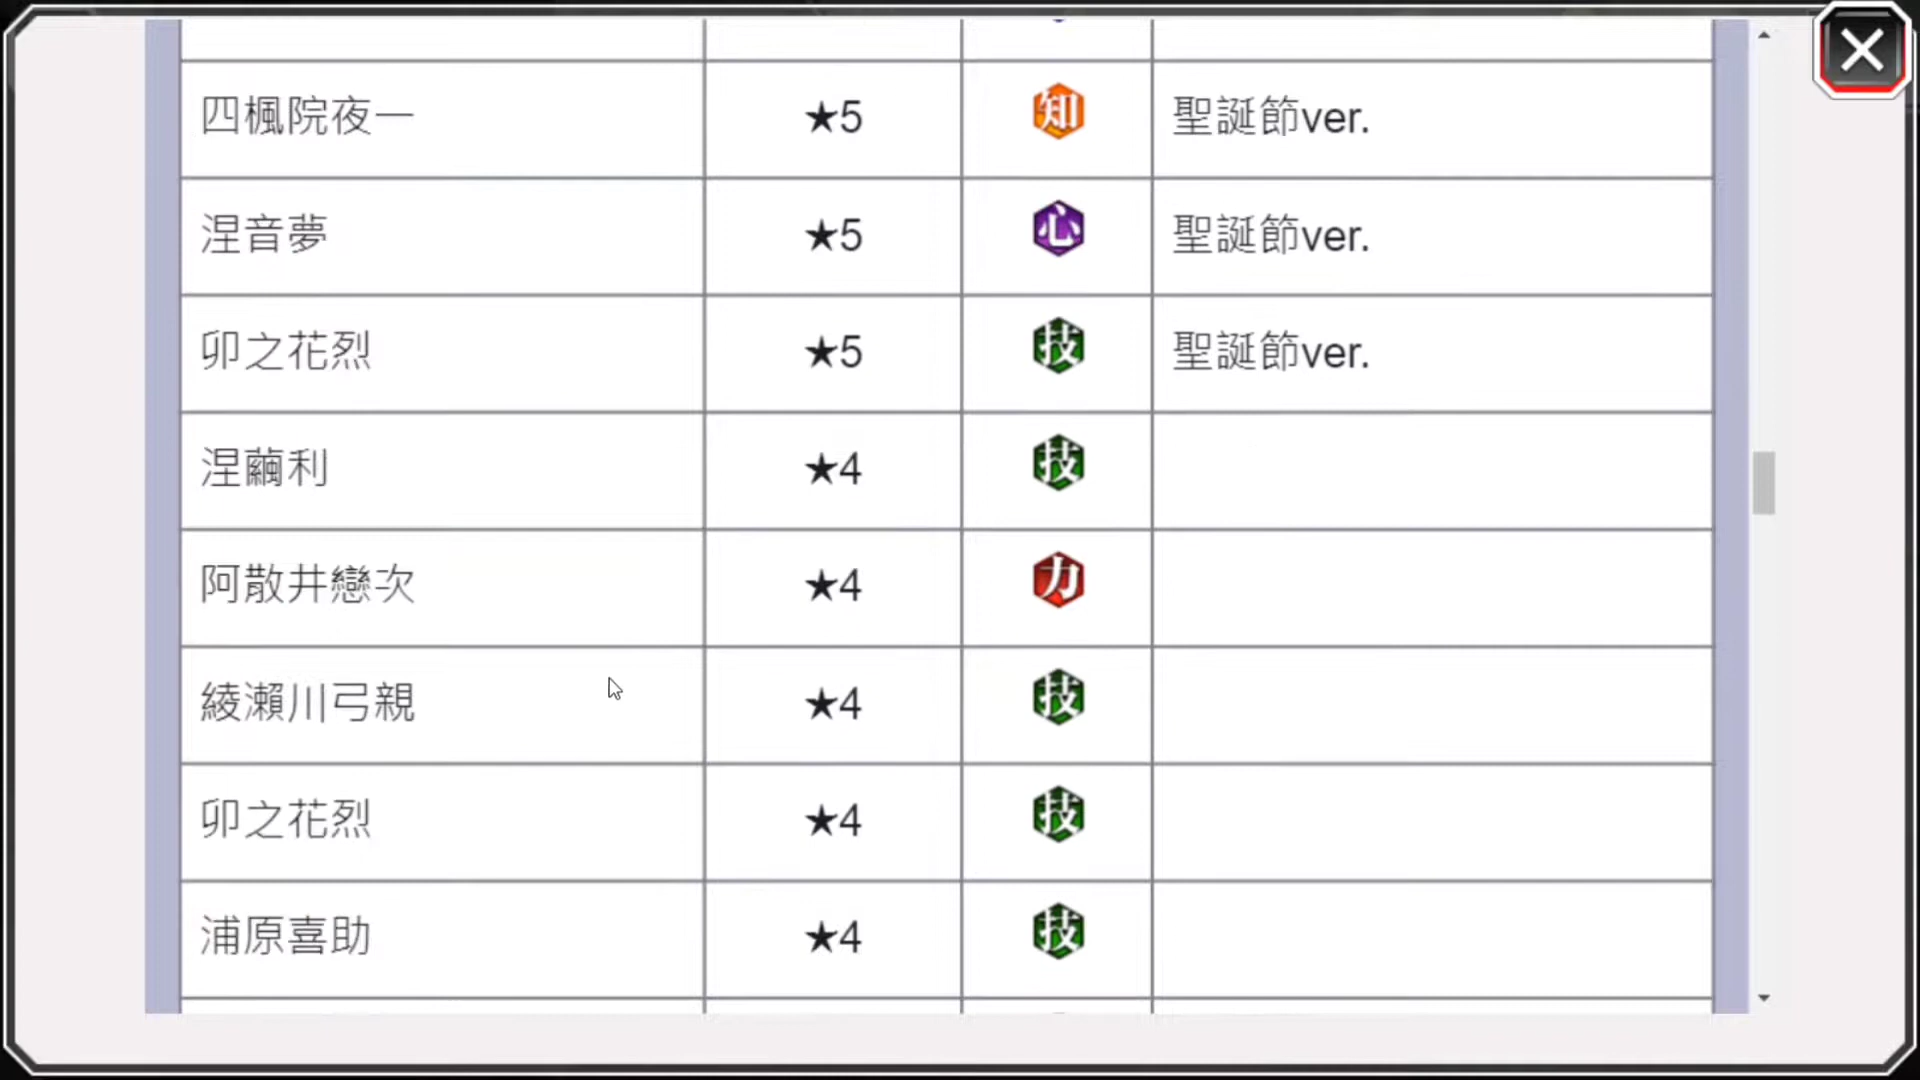 四楓院夜一 ★5 知 聖誕節ver.
涅音夢 ★5 心 聖誕節ver.
卯之花烈 ★5 技 聖誕節ver.
涅繭利 ★4 技
阿散井戀次 ★4 力
綾瀨川弓親 ★4 技
卯之花烈 ★4 技
浦原喜助 ★4 技